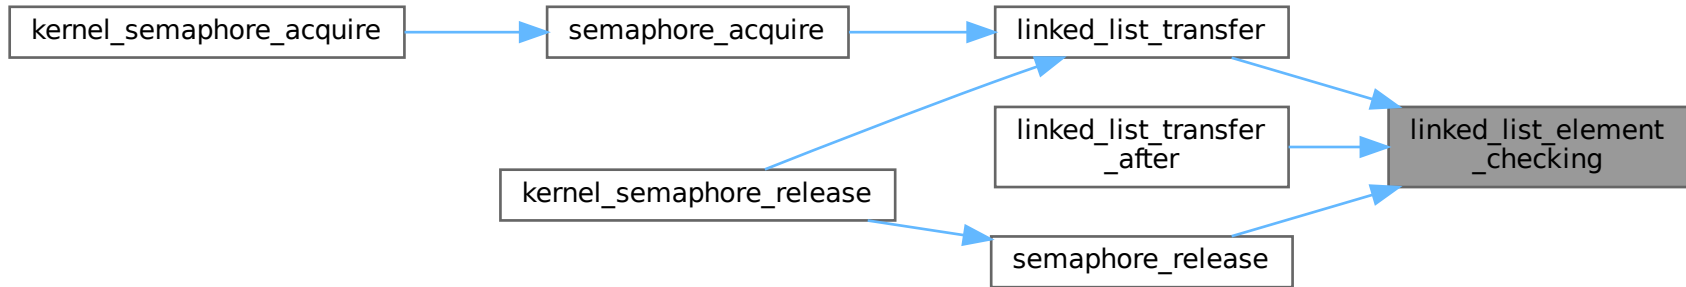 kernel_semaphore_acquire
semaphore_acquire
linked_list_transfer
linked_list_transfer
_after
linked_list_element
_checking
kernel_semaphore_release
semaphore_release